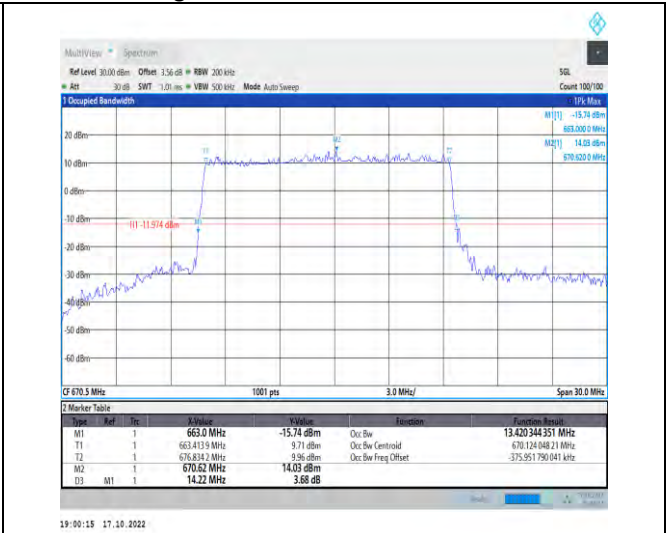 MultiView Spectrum
Ref Level 30.00 dBm Offset 3.56 dB RBW 200 kHz SGL
Att 30 dB SWT 1.01 ms VBW 500 kHz Mode Auto Sweep Count 100/100
1 Occupied Bandwidth 1Pk Max
M1[1] -15.74 dBm
663.000 0 MHz
M2[1] 14.03 dBm
670.620 0 MHz
20 dBm
M2
T1 T2
10 dBm
0 dBm
-10 dBm
H1 -11.974 dBm M1
-20 dBm
-30 dBm
-40 dBm
-50 dBm
-60 dBm
CF 670.5 MHz 1001 pts 3.0 MHz/ Span 30.0 MHz
2 Marker Table
Type Ref Trc X-Value Y-Value Function Function Result
M1 1 663.0 MHz -15.74 dBm Occ Bw 13.420 344 351 MHz
T1 1 663.413 9 MHz 9.71 dBm Occ Bw Centroid 670.124 048 21 MHz
T2 1 676.834 2 MHz 9.96 dBm Occ Bw Freq Offset -375.951 790 041 kHz
M2 1 670.62 MHz 14.03 dBm
D3 M1 1 14.22 MHz 3.68 dB
19:00:15 17.10.2022